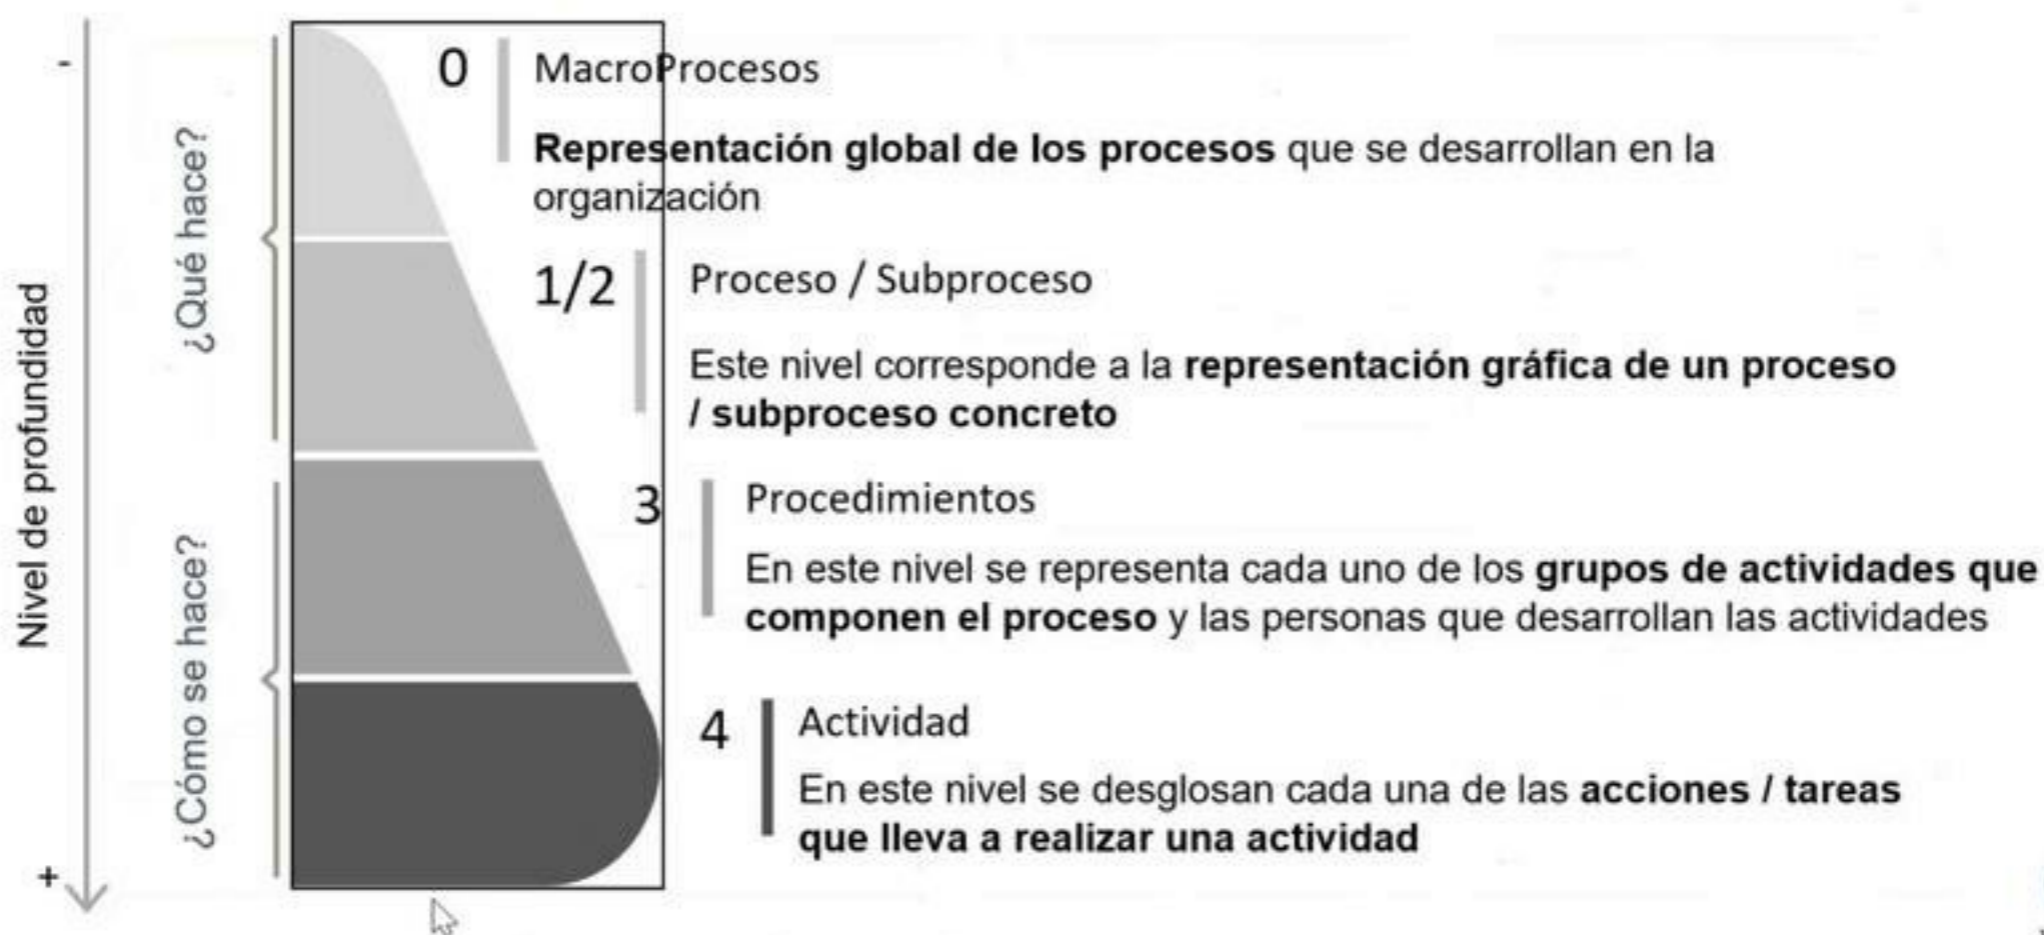 -
Nivel de profundidad
+
¿Qué hace?
¿Cómo se hace?
0
MacroProcesos
Representación global de los procesos que se desarrollan en la
organización
1/2
Proceso / Subproceso
Este nivel corresponde a la representación gráfica de un proceso
/ subproceso concreto
3
Procedimientos
En este nivel se representa cada uno de los grupos de actividades que
componen el proceso y las personas que desarrollan las actividades
4
Actividad
En este nivel se desglosan cada una de las acciones / tareas
que lleva a realizar una actividad